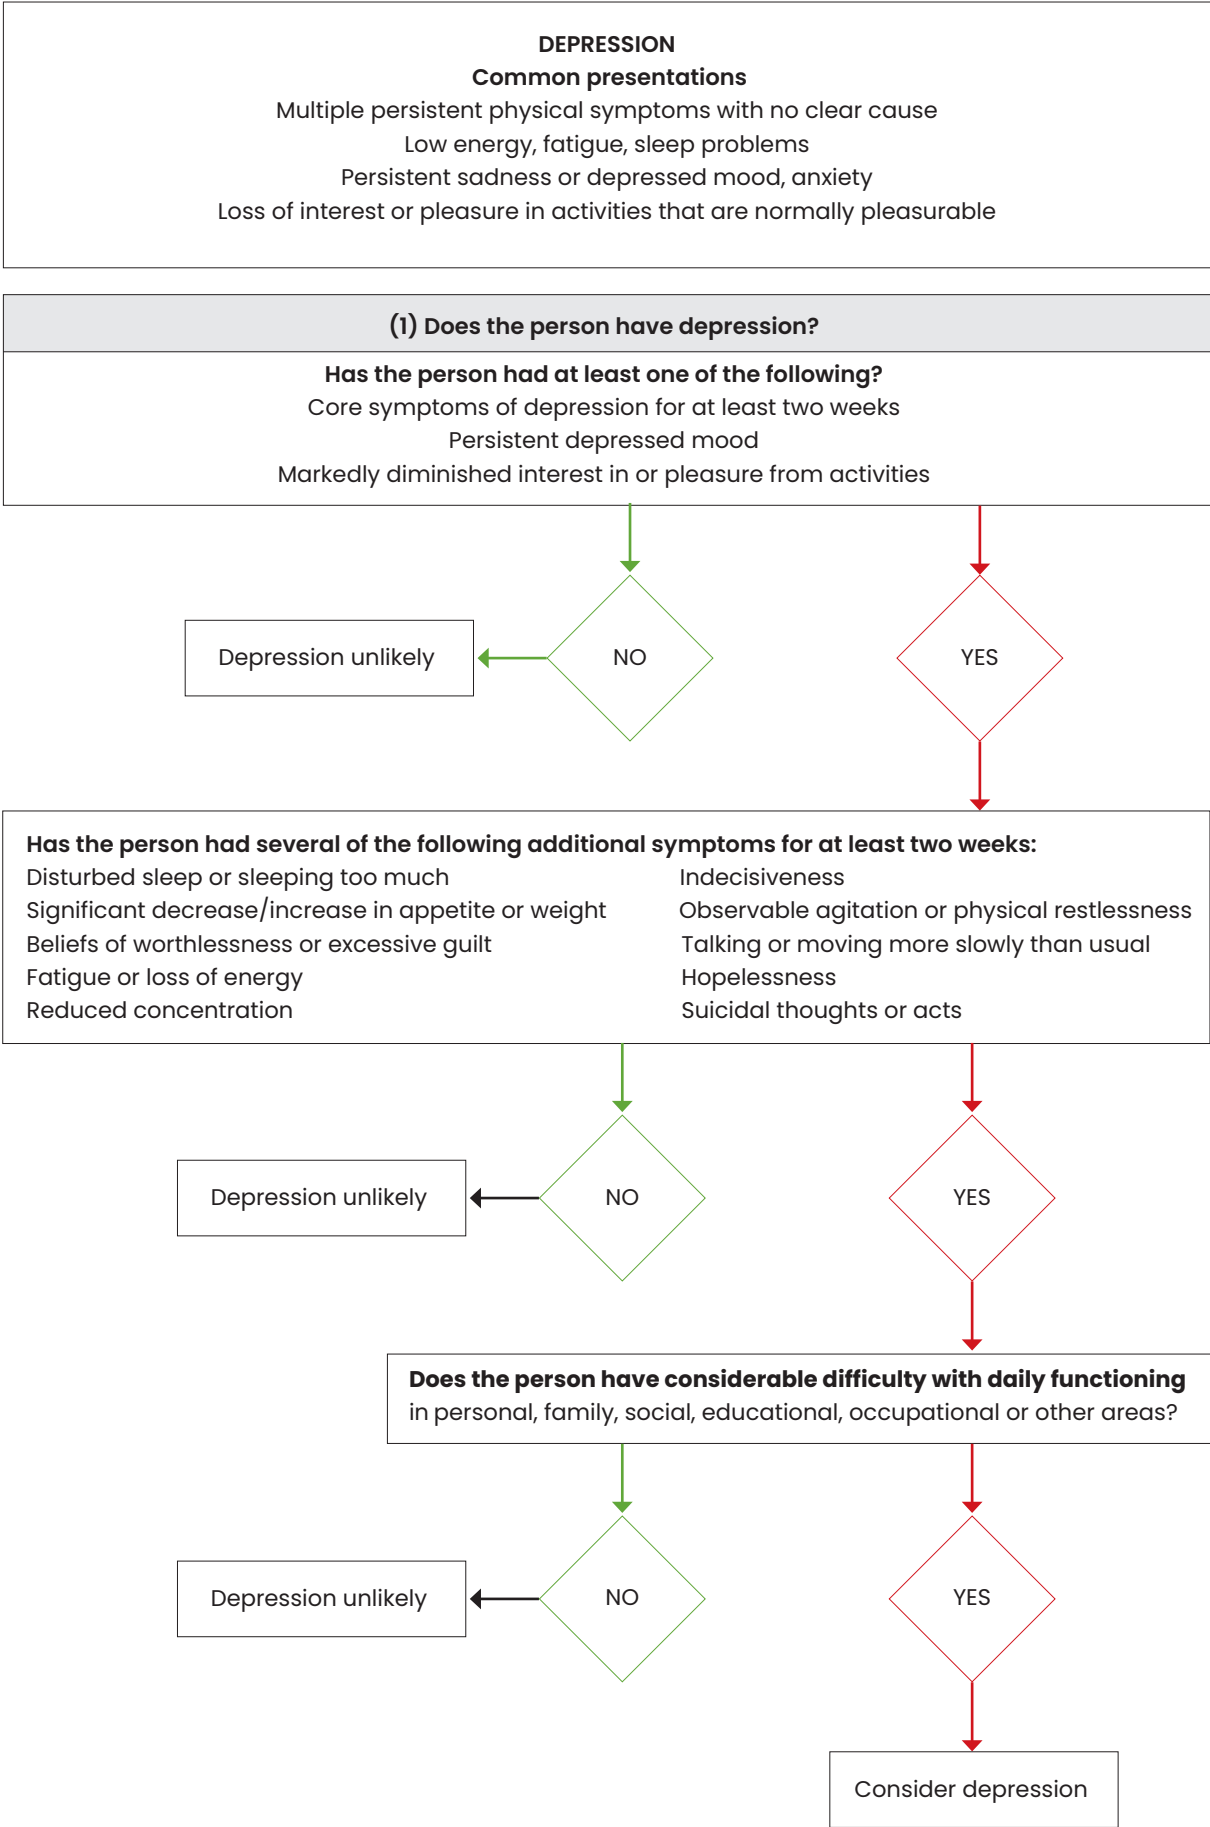 DEPRESSION
Common presentations
Multiple persistent physical symptoms with no clear cause
Low energy, fatigue, sleep problems
Persistent sadness or depressed mood, anxiety
Loss of interest or pleasure in activities that are normally pleasurable
(1) Does the person have depression?
Has the person had at least one of the following?
Core symptoms of depression for at least two weeks
Persistent depressed mood
Markedly diminished interest in or pleasure from activities
Depression unlikely
NO
YES
Has the person had several of the following additional symptoms for at least two weeks:
Disturbed sleep or sleeping too much
Significant decrease/increase in appetite or weight
Beliefs of worthlessness or excessive guilt
Fatigue or loss of energy
Reduced concentration
Indecisiveness
Observable agitation or physical restlessness
Talking or moving more slowly than usual
Hopelessness
Suicidal thoughts or acts
Depression unlikely
NO
YES
Does the person have considerable difficulty with daily functioning
in personal, family, social, educational, occupational or other areas?
Depression unlikely
NO
YES
Consider depression